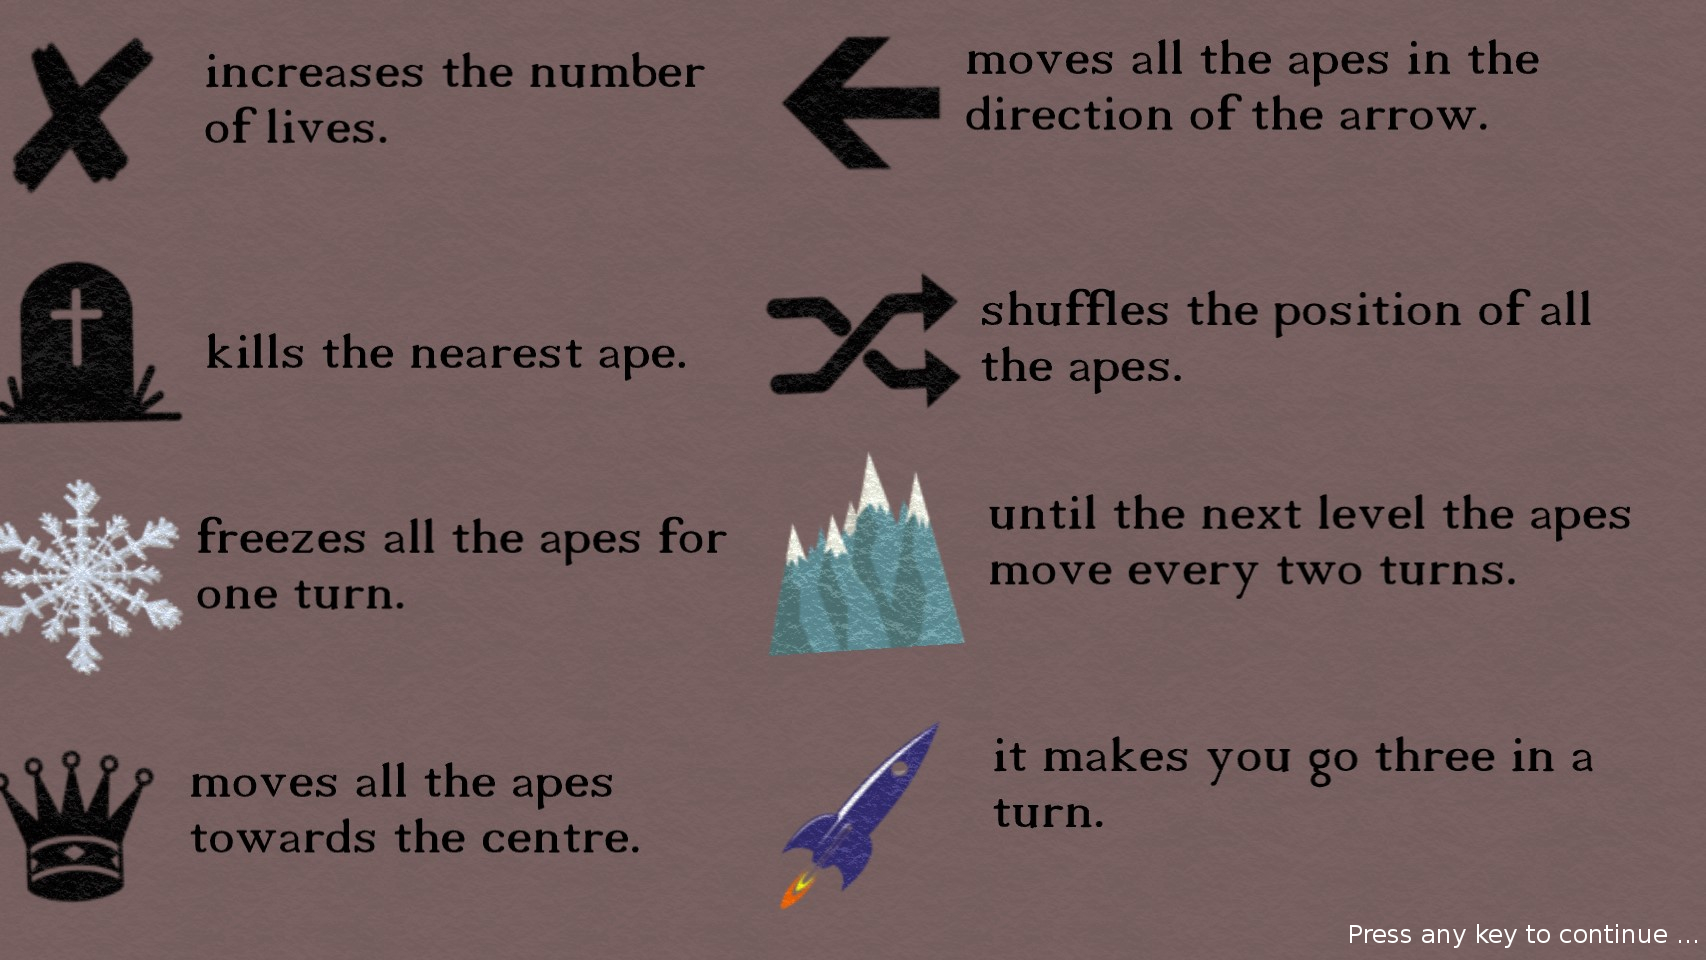 increases the number
of lives.
moves all the apes in the
direction of the arrow.
kills the nearest ape.
shuffles the position of all
the apes.
freezes all the apes for
one turn.
until the next level the apes
move every two turns.
moves all the apes
towards the centre.
it makes you go three in a
turn.
Press any key to continue ...